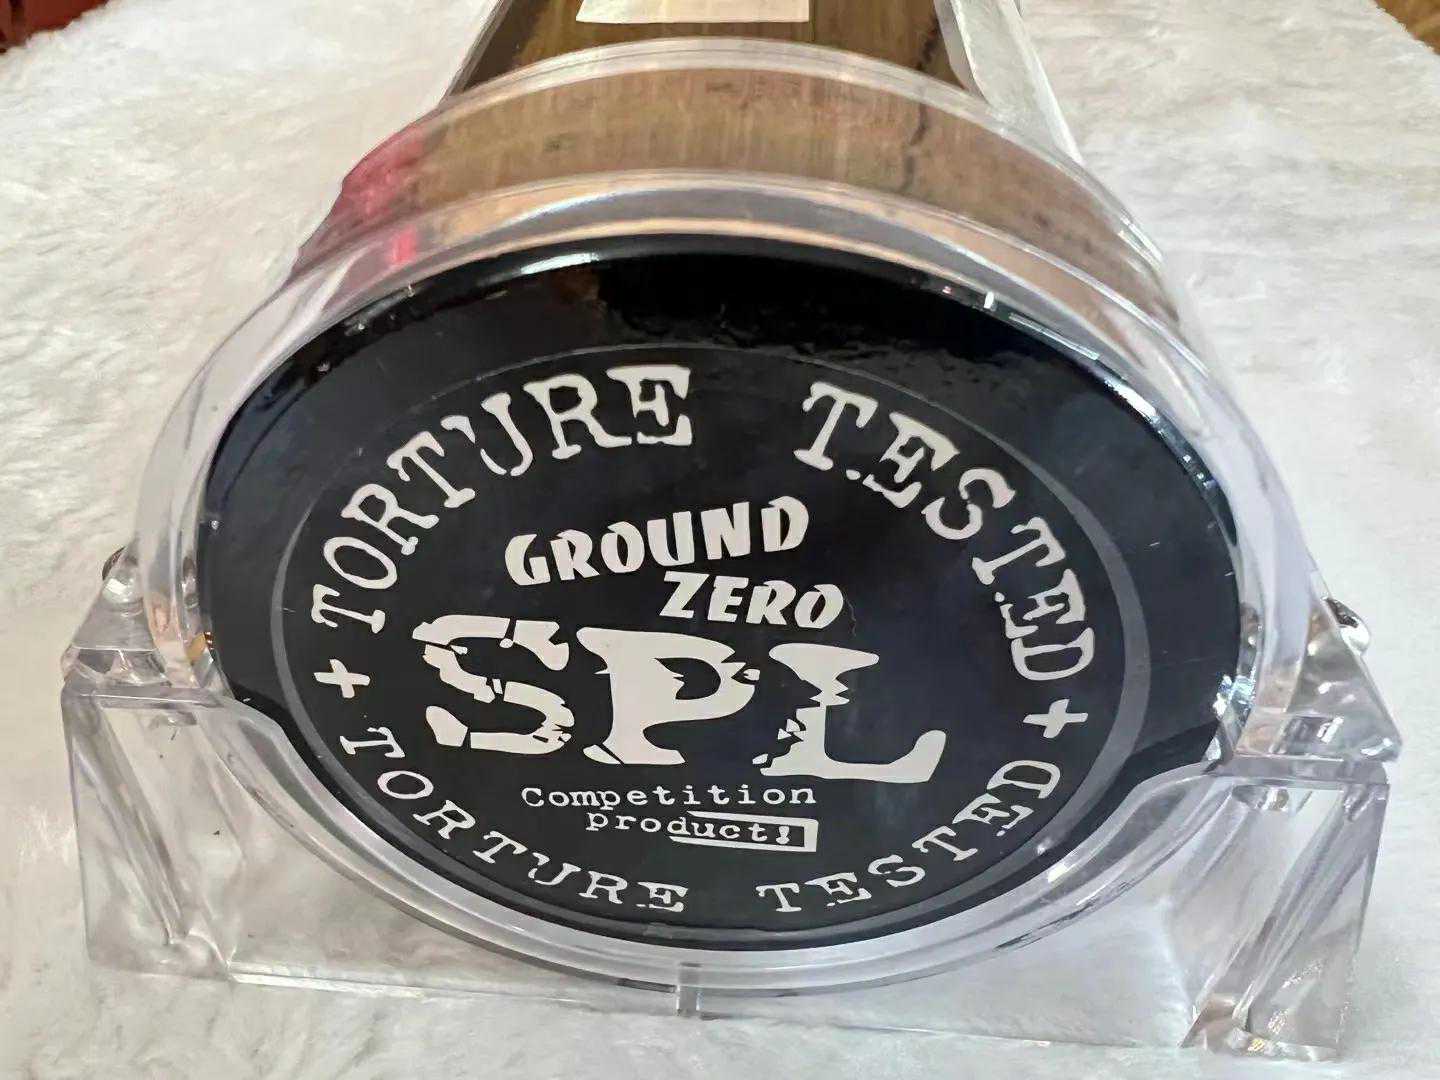 TORTURE TESTED
GROUND
ZERO
SPL
Competition
product!
TORTURE TESTED